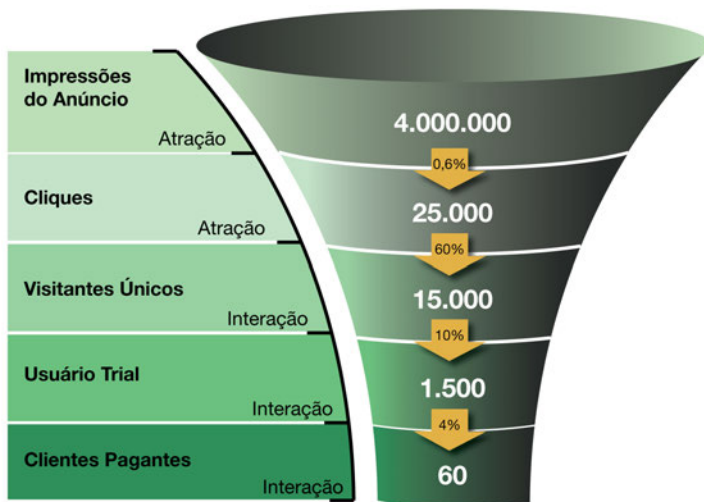 Impressões
do Anúncio
Atração
4.000.000
0,6%
Cliques
Atração
25.000
60%
Visitantes Únicos
Interação
15.000
10%
Usuário Trial
Interação
1.500
4%
Clientes Pagantes
Interação
60